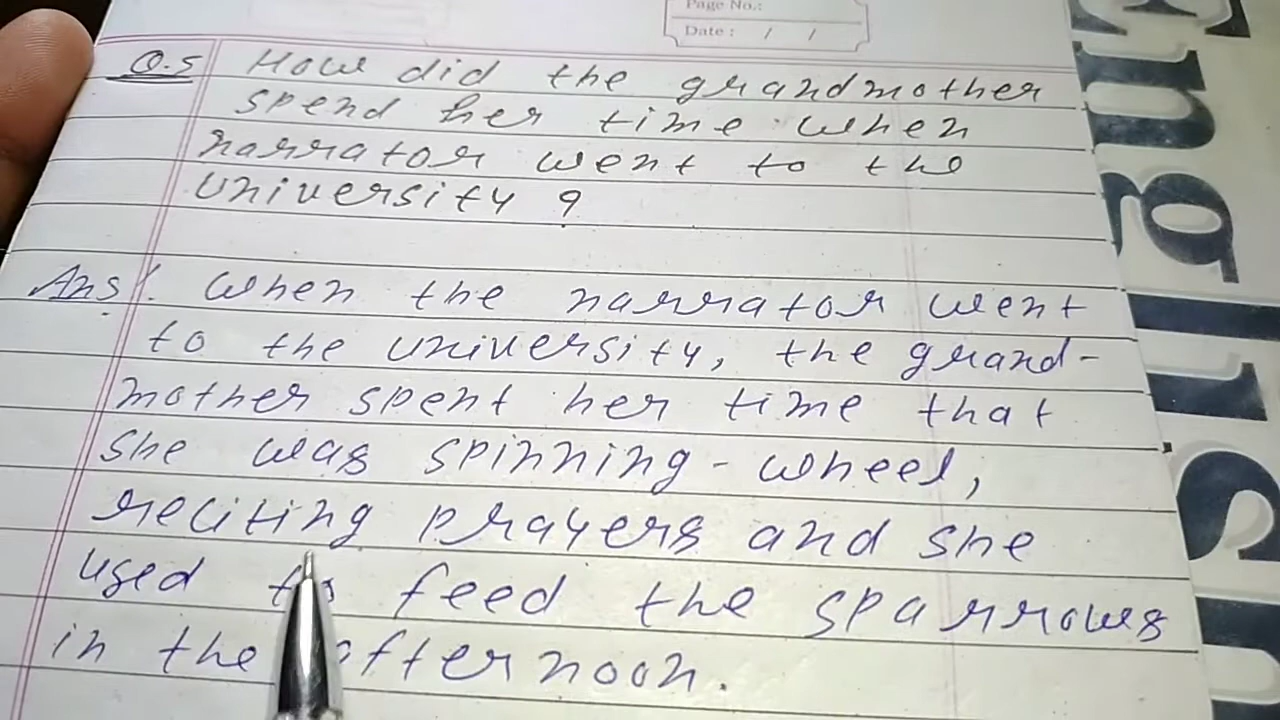 Page No.:
Date : / /
Q.5 How did the grandmother
spend her time when
narrator went to the
University ?
Ans! When the narrator went
to the university, the grand-
mother spent her time that
she was spinning-wheel,
reciting prayers and she
used to feed the sparrows
in the afternoon.
English